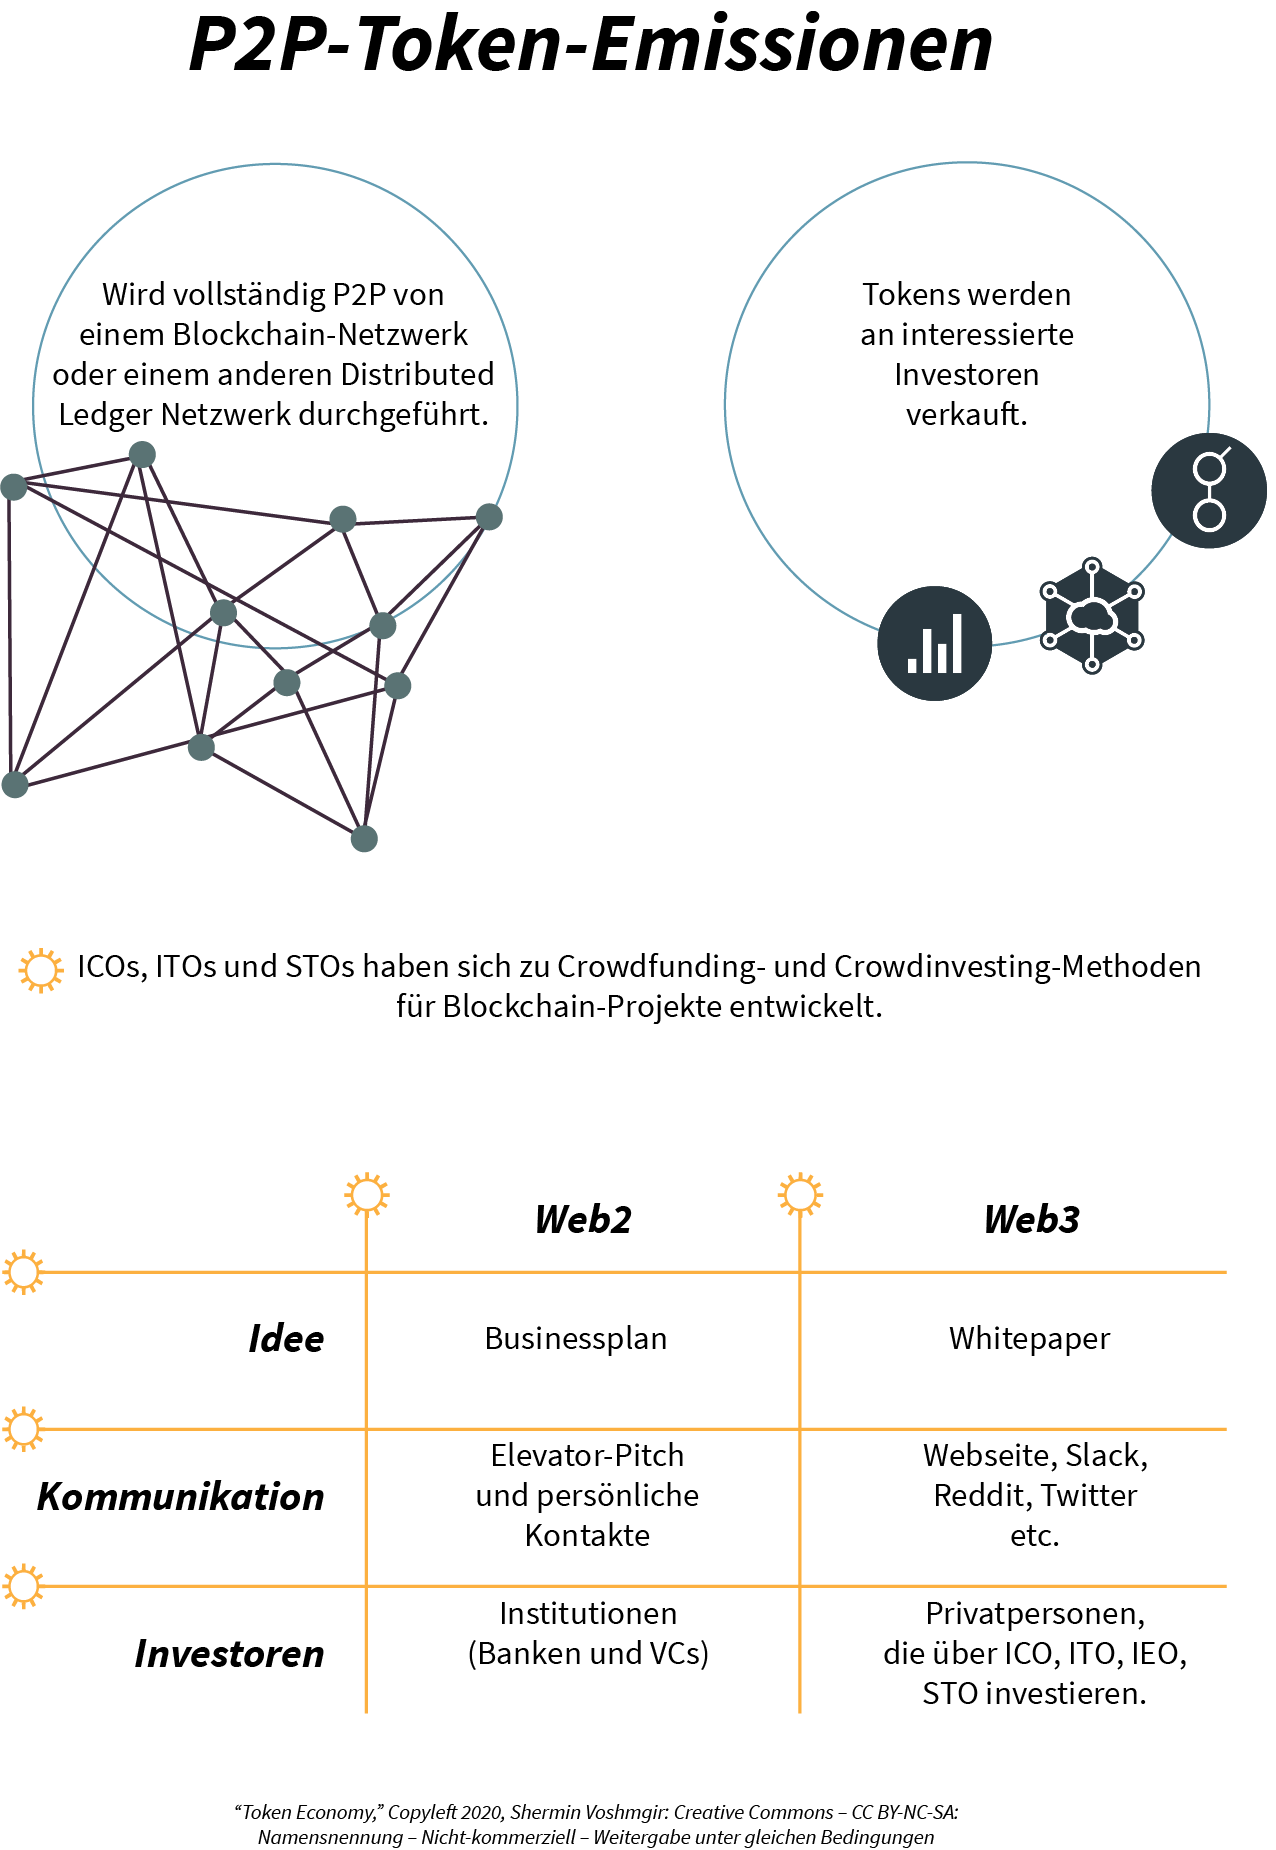 P2P-Token-Emissionen
Wird vollständig P2P von
einem Blockchain-Netzwerk
oder einem anderen Distributed
Ledger Netzwerk durchgeführt.
Tokens werden
an interessierte
Investoren
verkauft.
ICOs, ITOs und STOs haben sich zu Crowdfunding- und Crowdinvesting-Methoden
für Blockchain-Projekte entwickelt.
Web2
Web3
Idee
Businessplan
Whitepaper
Kommunikation
Elevator-Pitch
und persönliche
Kontakte
Webseite, Slack,
Reddit, Twitter
etc.
Investoren
Institutionen
(Banken und VCs)
Privatpersonen,
die über ICO, ITO, IEO,
STO investieren.
“Token Economy,” Copyleft 2020, Shermin Voshmgir: Creative Commons – CC BY-NC-SA:
Namensnennung – Nicht-kommerziell – Weitergabe unter gleichen Bedingungen